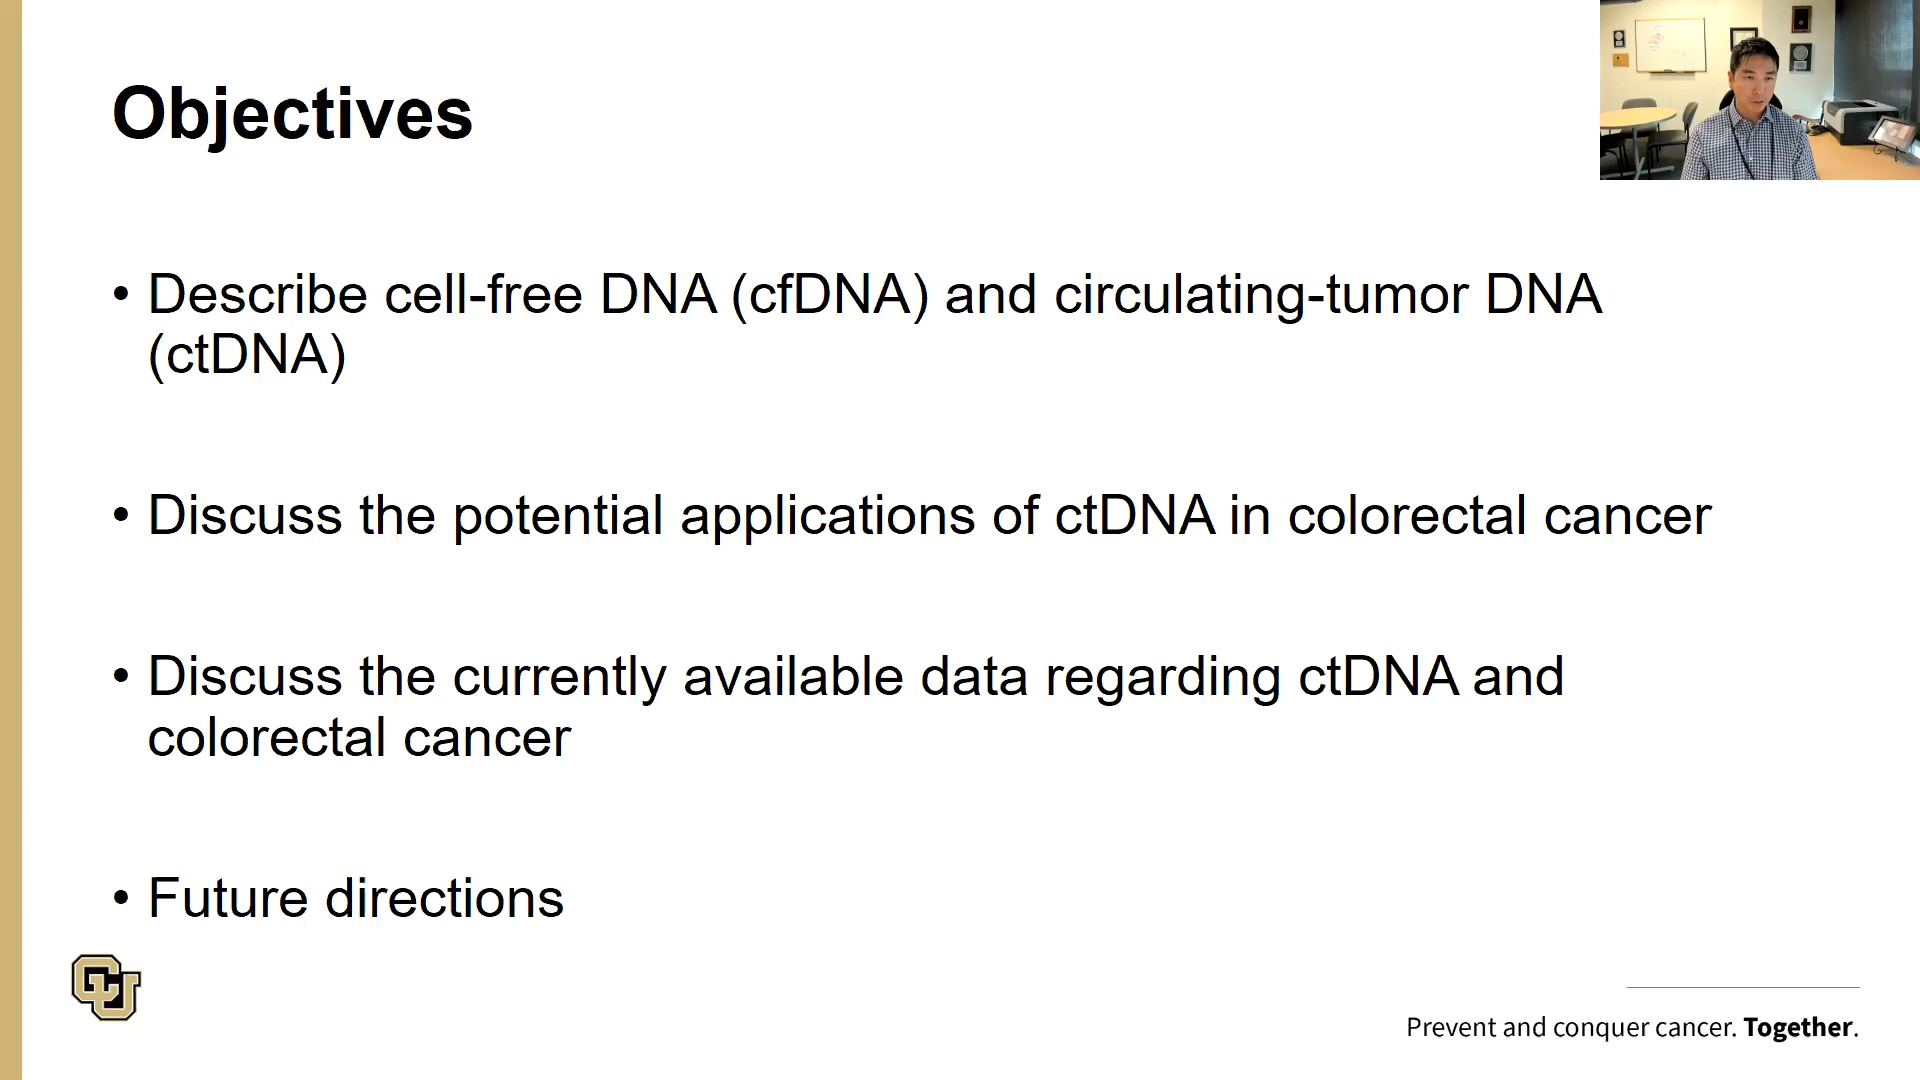 Objectives
• Describe cell-free DNA (cfDNA) and circulating-tumor DNA
(ctDNA)
• Discuss the potential applications of ctDNA in colorectal cancer
• Discuss the currently available data regarding ctDNA and
colorectal cancer
• Future directions
CU
Prevent and conquer cancer. Together.